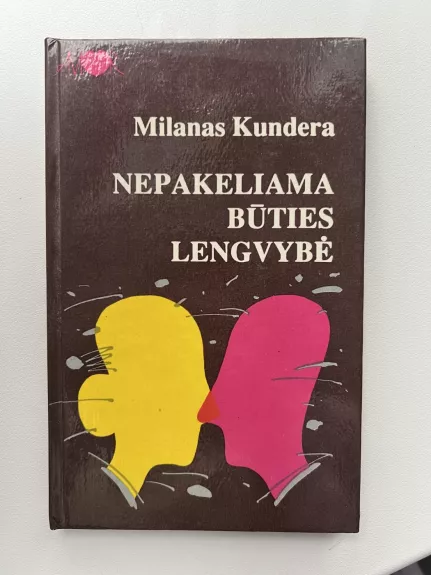 Milanas Kundera
NEPAKELIAMA
BŪTIES
LENGVYBĖ